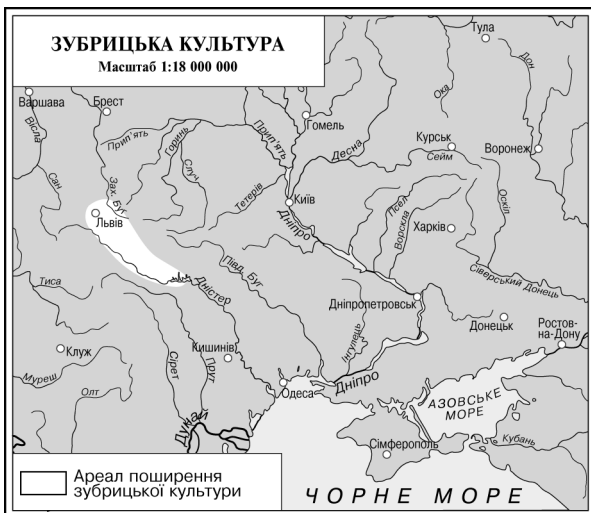 ЗУБРИЦЬКА КУЛЬТУРА
Масштаб 1:18 000 000
Тула
Дон
Ока
Варшава
Брест
Вісла
Прип'ять
Горинь
Случ
Прип'ять
Гомель
Десна
Курськ
Сейм
Воронеж
Сан
Зах. Буг
Тетерів
Київ
Дніпро
Псел
Ворскла
Оскіл
Харків
Львів
Сіверський Донець
Тиса
Дністер
Півд. Буг
Дніпропетровськ
Інгулець
Донецьк
Ростов-
на-Дону
Клуж
Кишинів
Муреш
Олт
Сірет
Прут
Одеса
Дніпро
АЗОВСЬКЕ
МОРЕ
Дунай
Сімферополь
Кубань
Ареал поширення
зубрицької культури
ЧОРНЕ МОРЕ